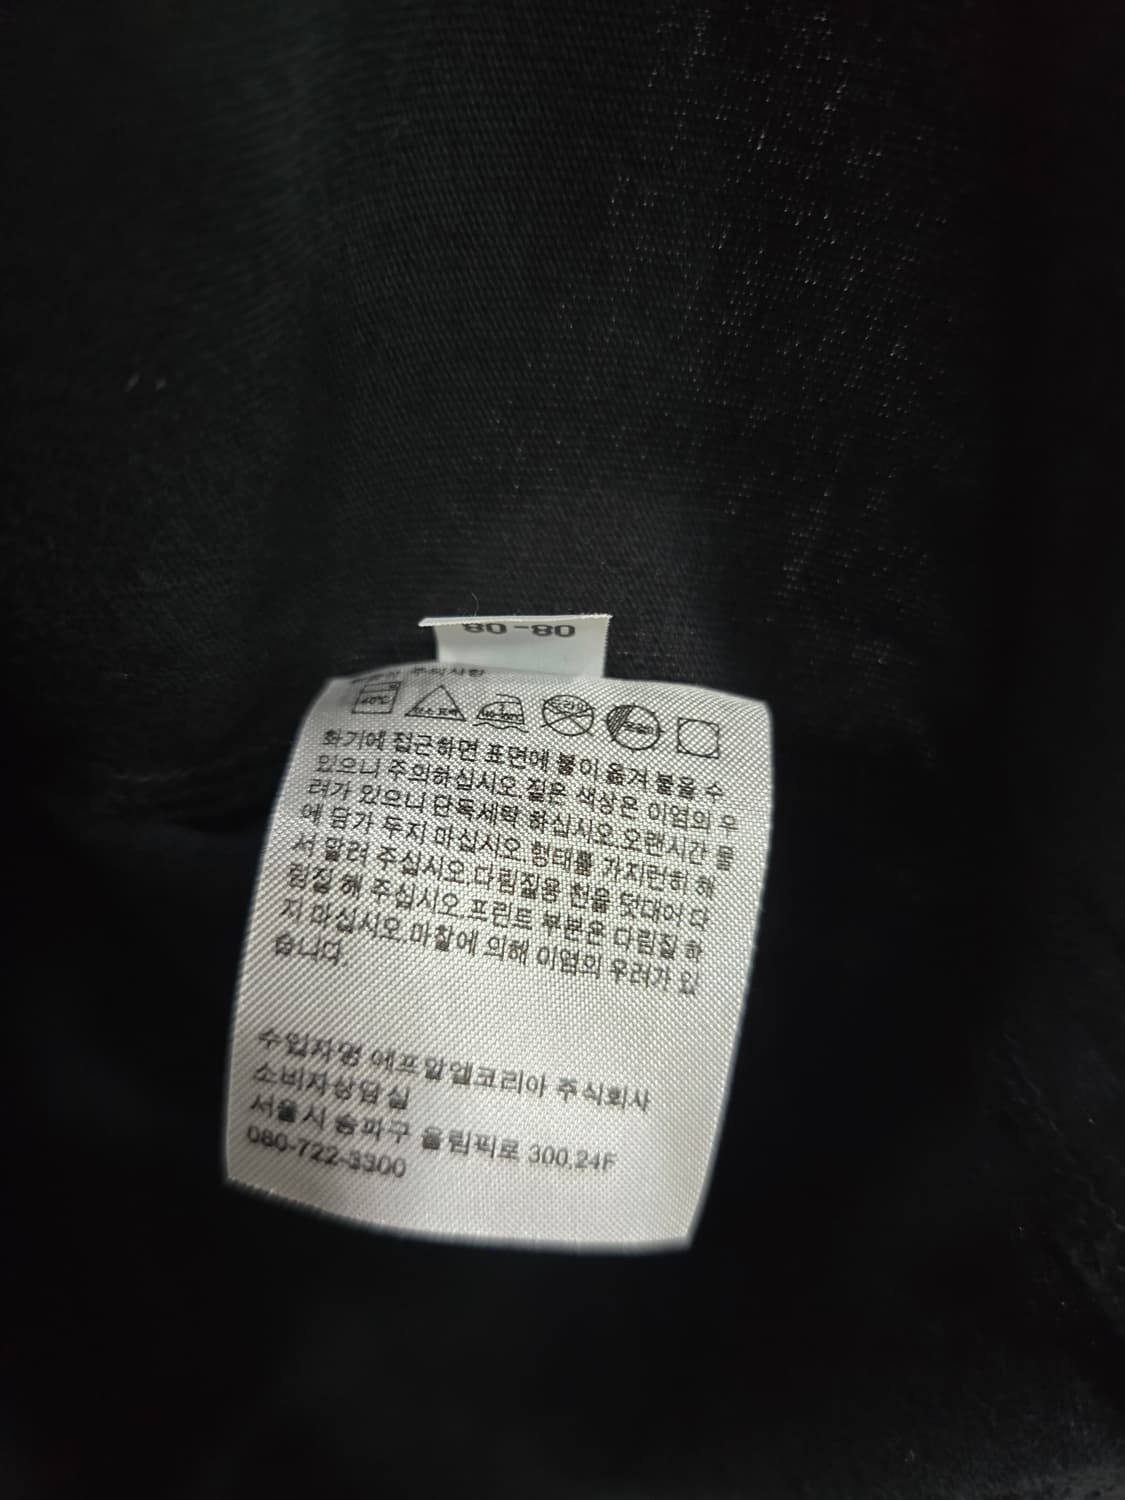 80-80
주의사항
40℃
화기에 접근하면 표면에 불이 옮겨 붙을 수
있으니 주의하십시오.짙은 색상은 이염의 우
려가 있으니 단독세탁 하십시오.오랜시간 물
에 담가 두지 마십시오.형태를 가지런히 해
서 말려 주십시오.다림질용 천을 덧대어 다
림질 해 주십시오.프린트 부분은 다림질 하
지 마십시오.마찰에 의해 이염의 우려가 있
습니다.
수입자명 에프알엘코리아 주식회사
소비자상담실
서울시 송파구 올림픽로 300,24F
080-722-3300